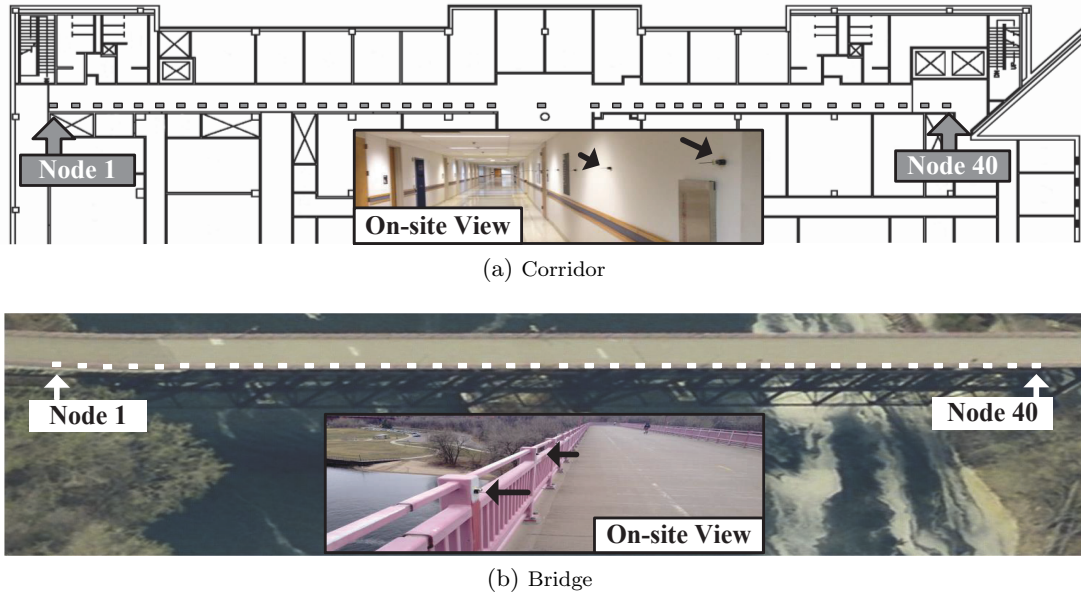 Node 1
Node 40
On-site View
(a) Corridor
Node 1
Node 40
On-site View
(b) Bridge